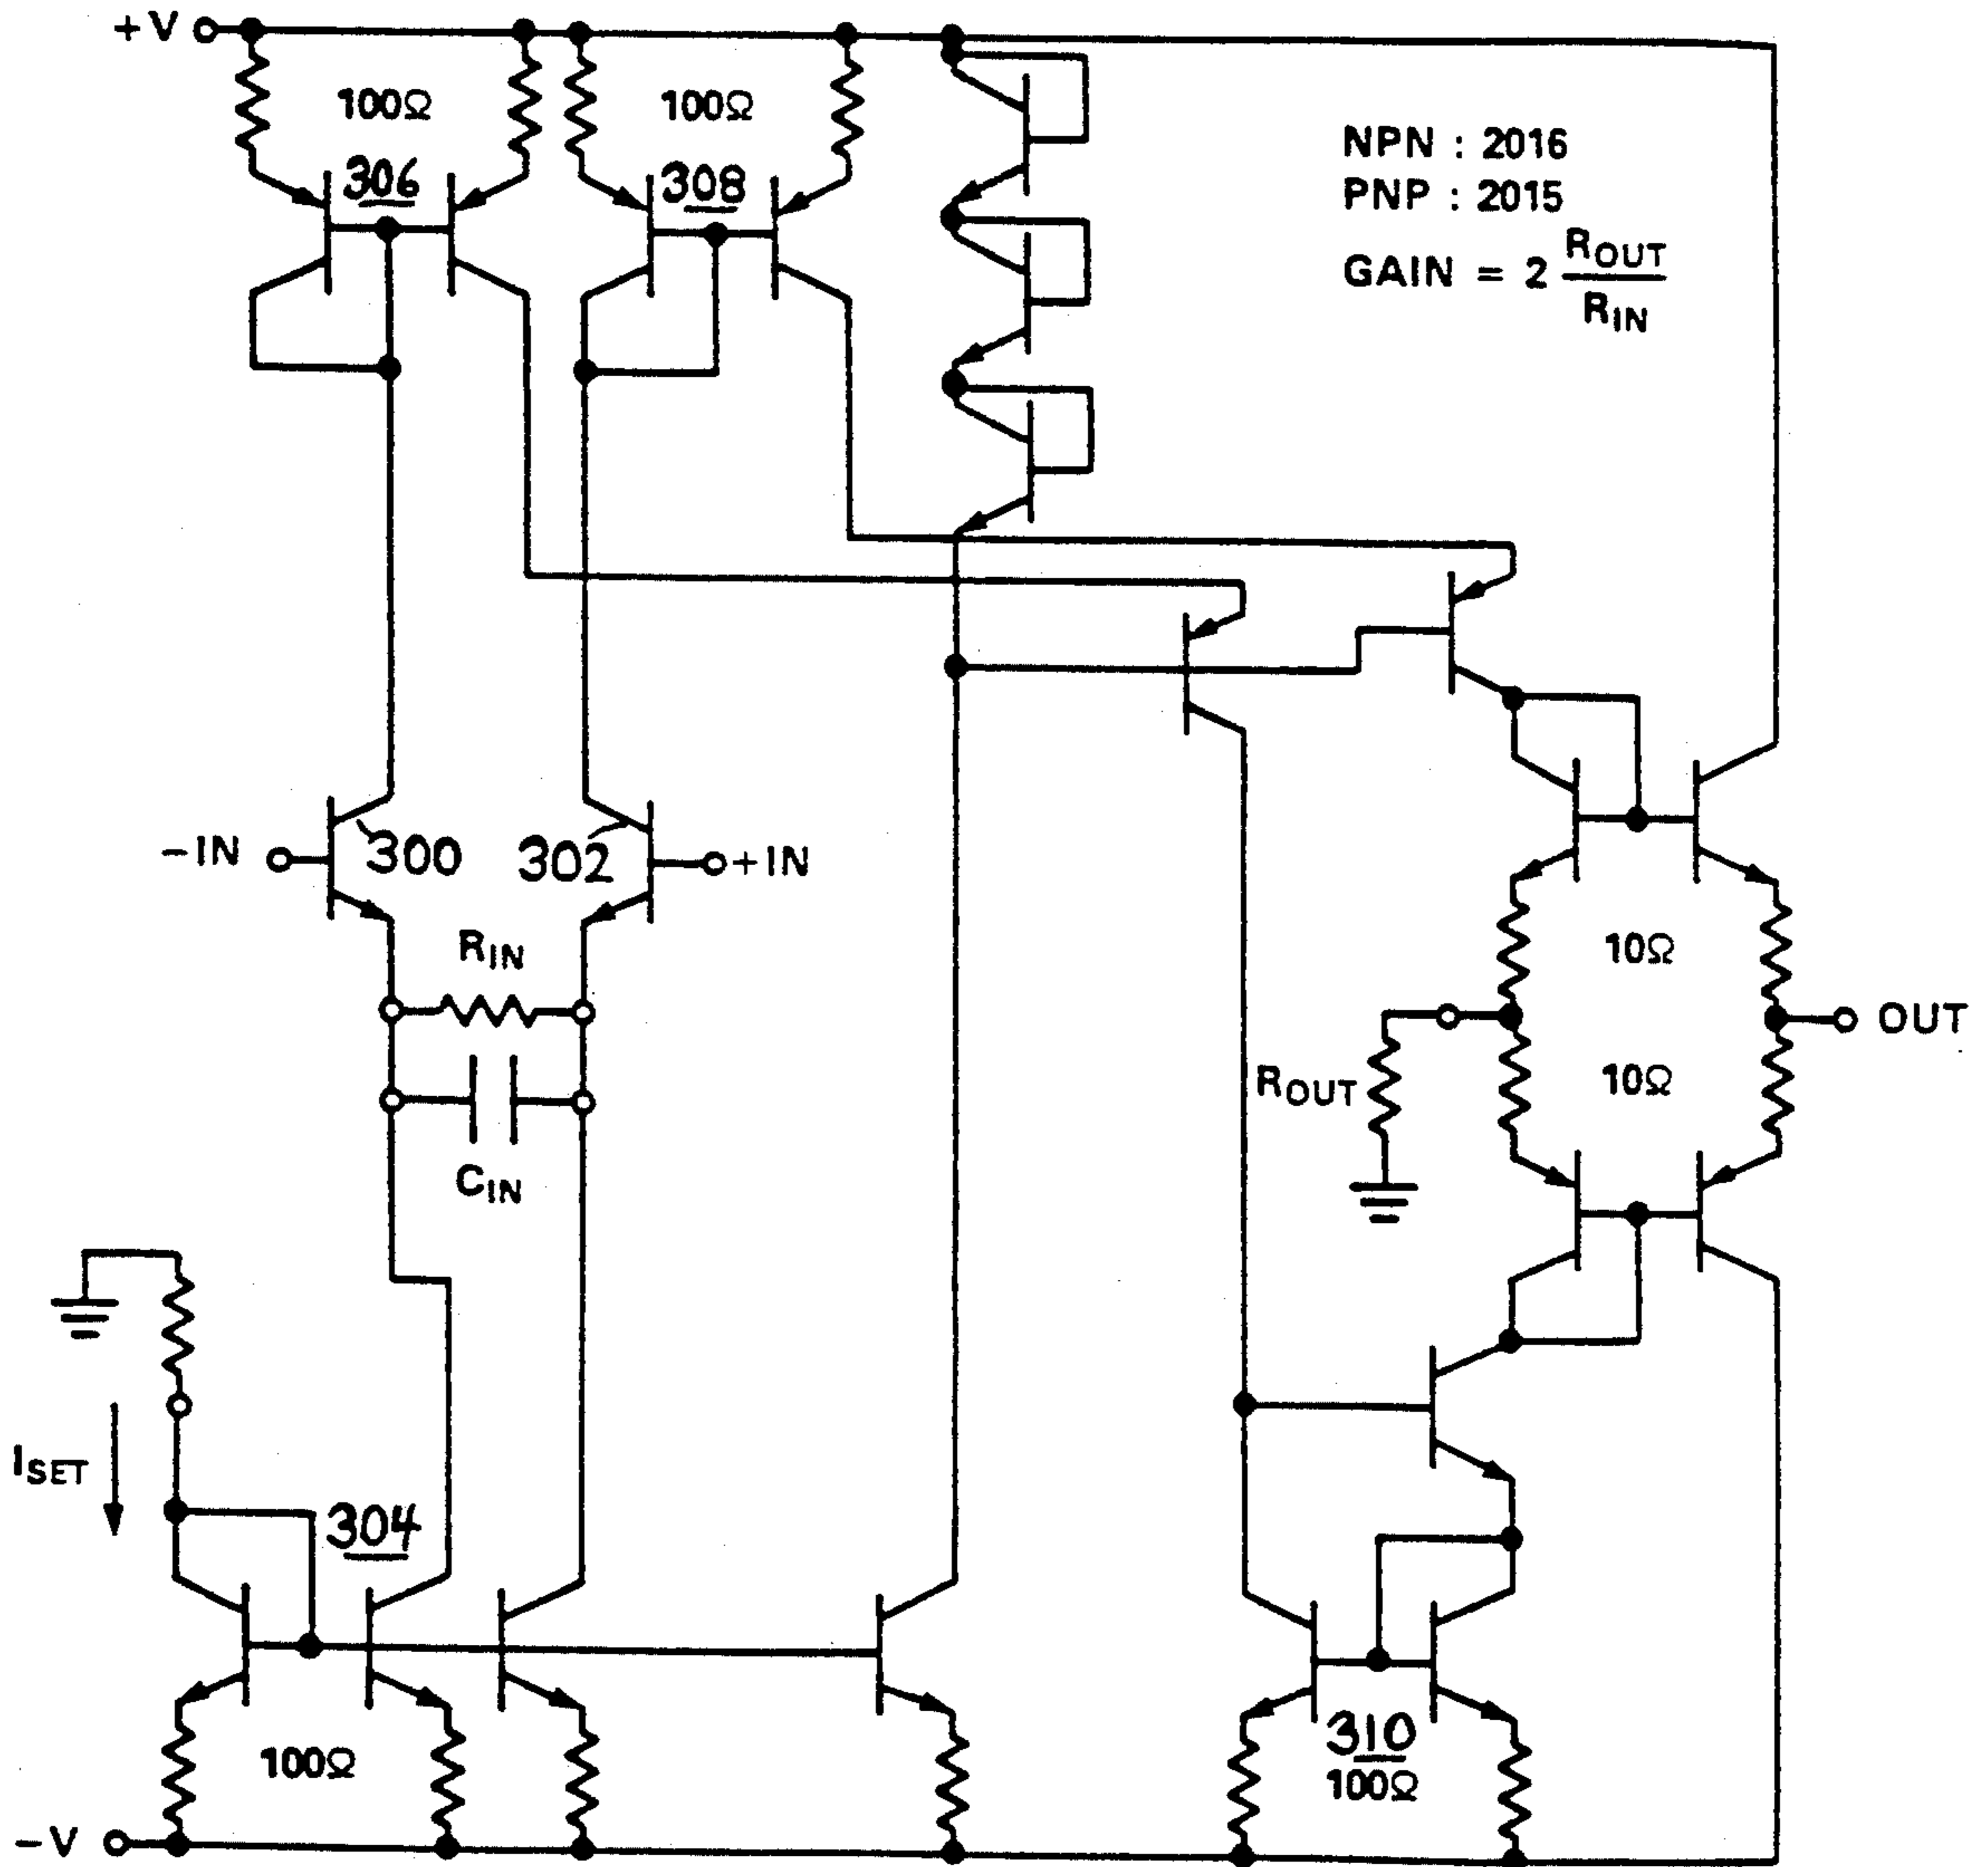 +V
100Ω
100Ω
306
308
NPN : 2016
PNP : 2015
GAIN = 2 ROUT
RIN
-IN
300
302
+IN
RIN
10Ω
OUT
ROUT
10Ω
CIN
ISET
304
100Ω
310
100Ω
-V